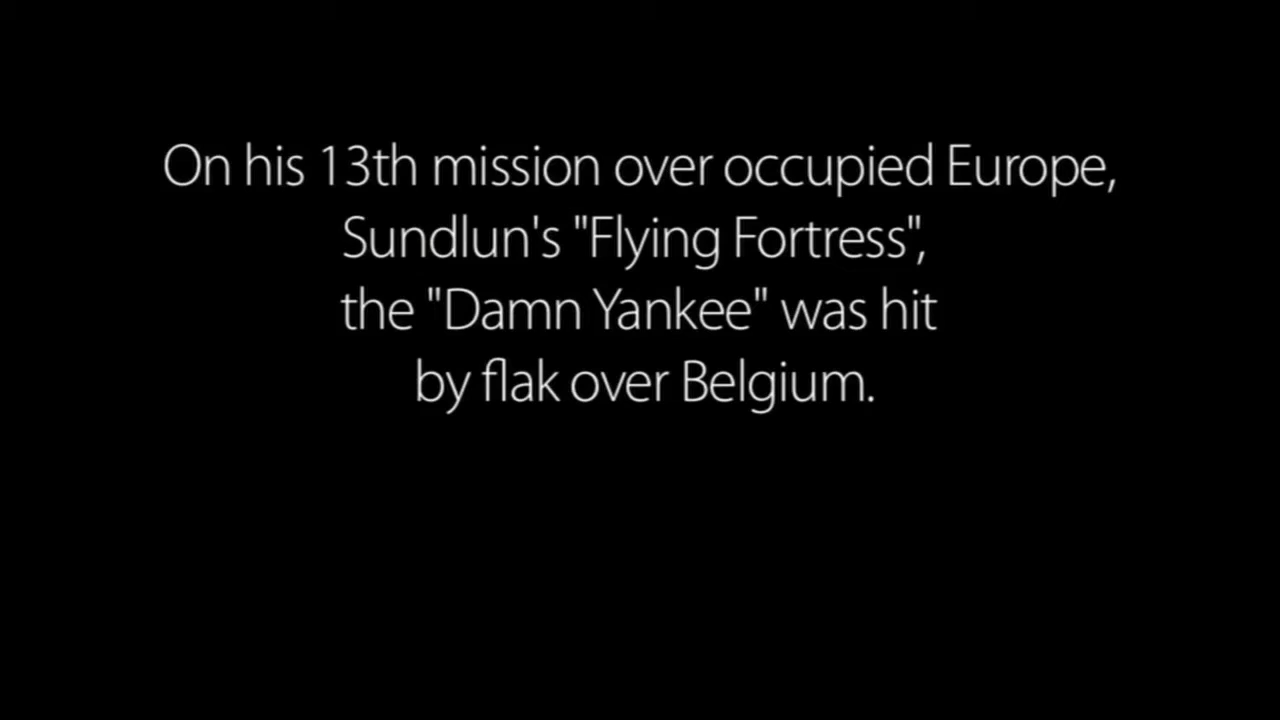 On his 13th mission over occupied Europe,
Sundlun's "Flying Fortress",
the "Damn Yankee" was hit
by flak over Belgium.